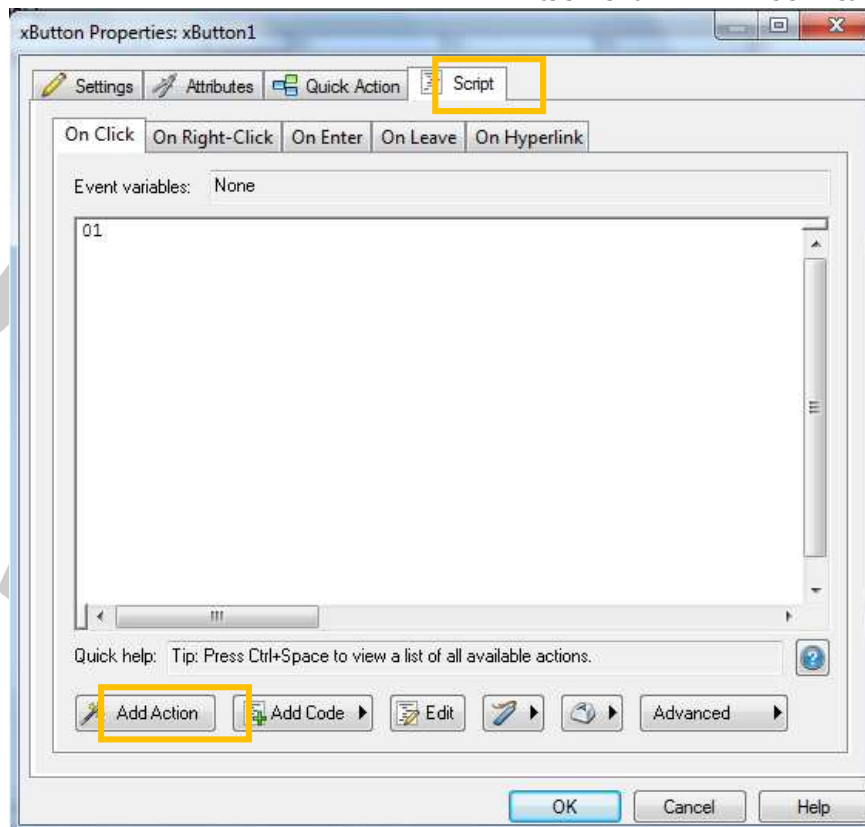 xButton Properties: xButton1
Settings Attributes Quick Action Script
On Click On Right-Click On Enter On Leave On Hyperlink
Event variables: None
01
Quick help: Tip: Press Ctrl+Space to view a list of all available actions.
Add Action Add Code Edit Advanced
OK Cancel Help